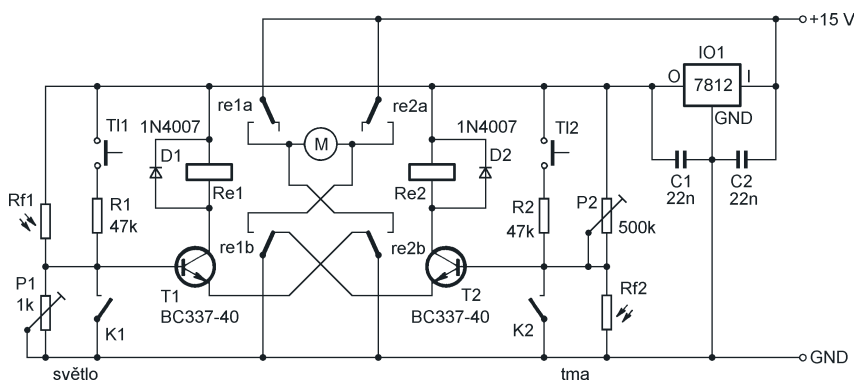 +15 V
IO1
O 7812 I
GND
re1a re2a
Tl1 1N4007 M 1N4007 Tl2
D1 D2
Re1 Re2
Rf1 R1 R2 P2
47k 47k 500k
C1 C2
22n 22n
re1b re2b
P1 T1 T2 Rf2
1k BC337-40 BC337-40
K1 K2
GND
světlo tma